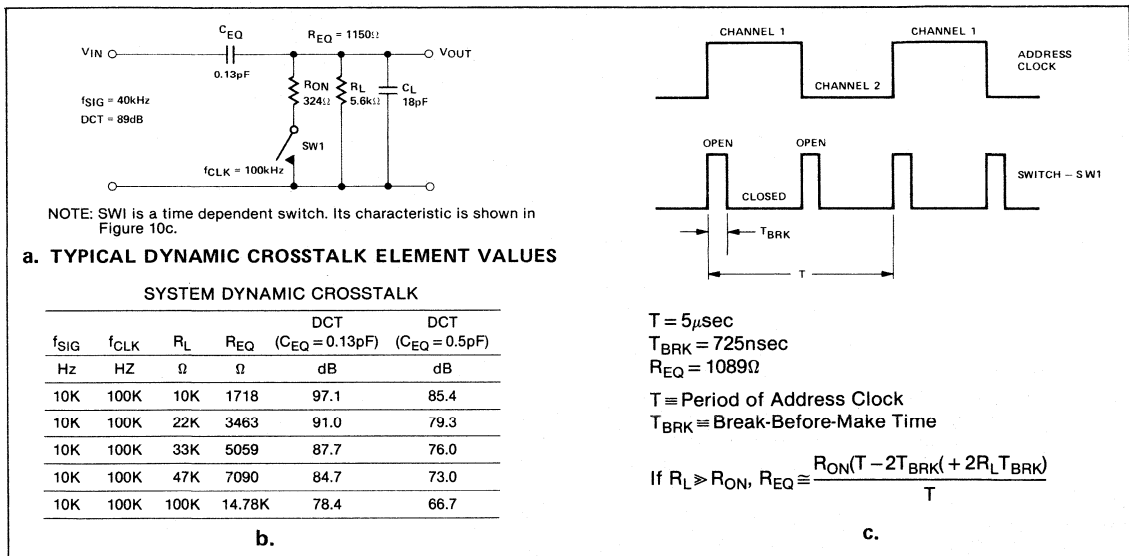 C_EQ
V_IN
0.13pF
R_EQ = 1150Ω
V_OUT
f_SIG = 40kHz
DCT = 89dB
R_ON
324Ω
R_L
5.6kΩ
C_L
18pF
SW1
f_CLK = 100kHz
NOTE: SWI is a time dependent switch. Its characteristic is shown in
Figure 10c.
a. TYPICAL DYNAMIC CROSSTALK ELEMENT VALUES
SYSTEM DYNAMIC CROSSTALK
f_SIG f_CLK R_L R_EQ DCT (C_EQ = 0.13pF) DCT (C_EQ = 0.5pF)
Hz HZ Ω Ω dB dB
10K 100K 10K 1718 97.1 85.4
10K 100K 22K 3463 91.0 79.3
10K 100K 33K 5059 87.7 76.0
10K 100K 47K 7090 84.7 73.0
10K 100K 100K 14.78K 78.4 66.7
b.
CHANNEL 1 CHANNEL 1
ADDRESS
CLOCK
CHANNEL 2
OPEN OPEN
SWITCH – SW1
CLOSED
T_BRK
T
T = 5μsec
T_BRK = 725nsec
R_EQ = 1089Ω
T ≡ Period of Address Clock
T_BRK ≡ Break-Before-Make Time
If R_L ≫ R_ON, R_EQ ≅ R_ON(T – 2T_BRK( + 2R_LT_BRK)
T
c.